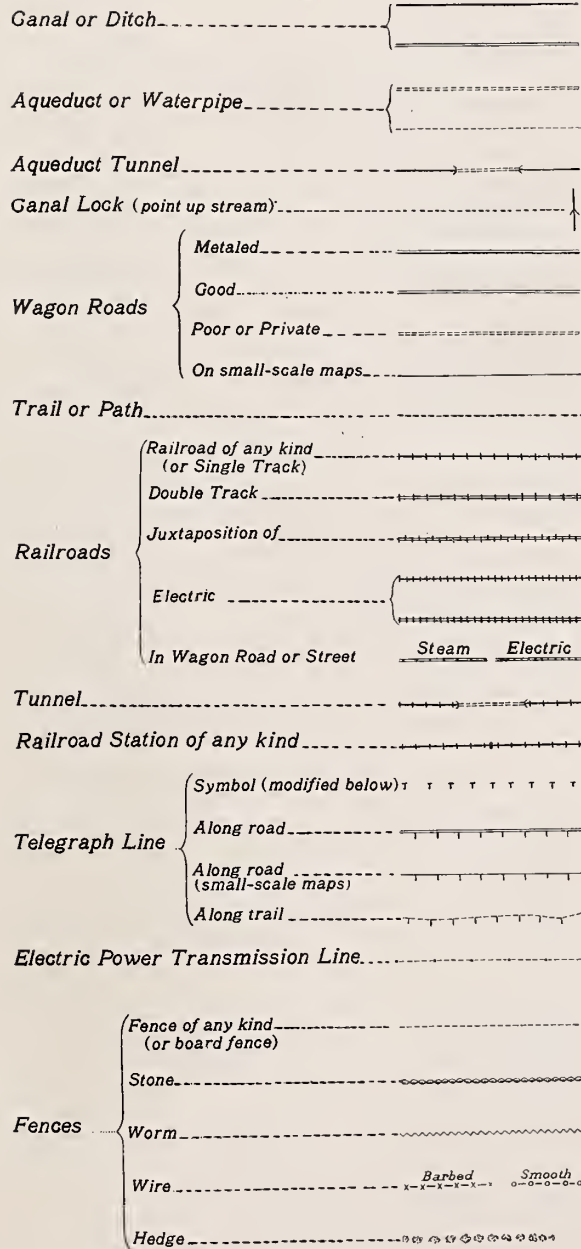 Canal or Ditch
Aqueduct or Waterpipe
Aqueduct Tunnel
Canal Lock (point up stream)
Wagon Roads
Metaled
Good
Poor or Private
On small-scale maps
Trail or Path
Railroads
Railroad of any kind
(or Single Track)
Double Track
Juxtaposition of
Electric
In Wagon Road or Street Steam Electric
Tunnel
Railroad Station of any kind
Telegraph Line
Symbol (modified below) T T T T T T T T T
Along road
Along road
(small-scale maps)
Along trail
Electric Power Transmission Line
Fences
Fence of any kind
(or board fence)
Stone
Worm
Wire Barbed Smooth
Hedge